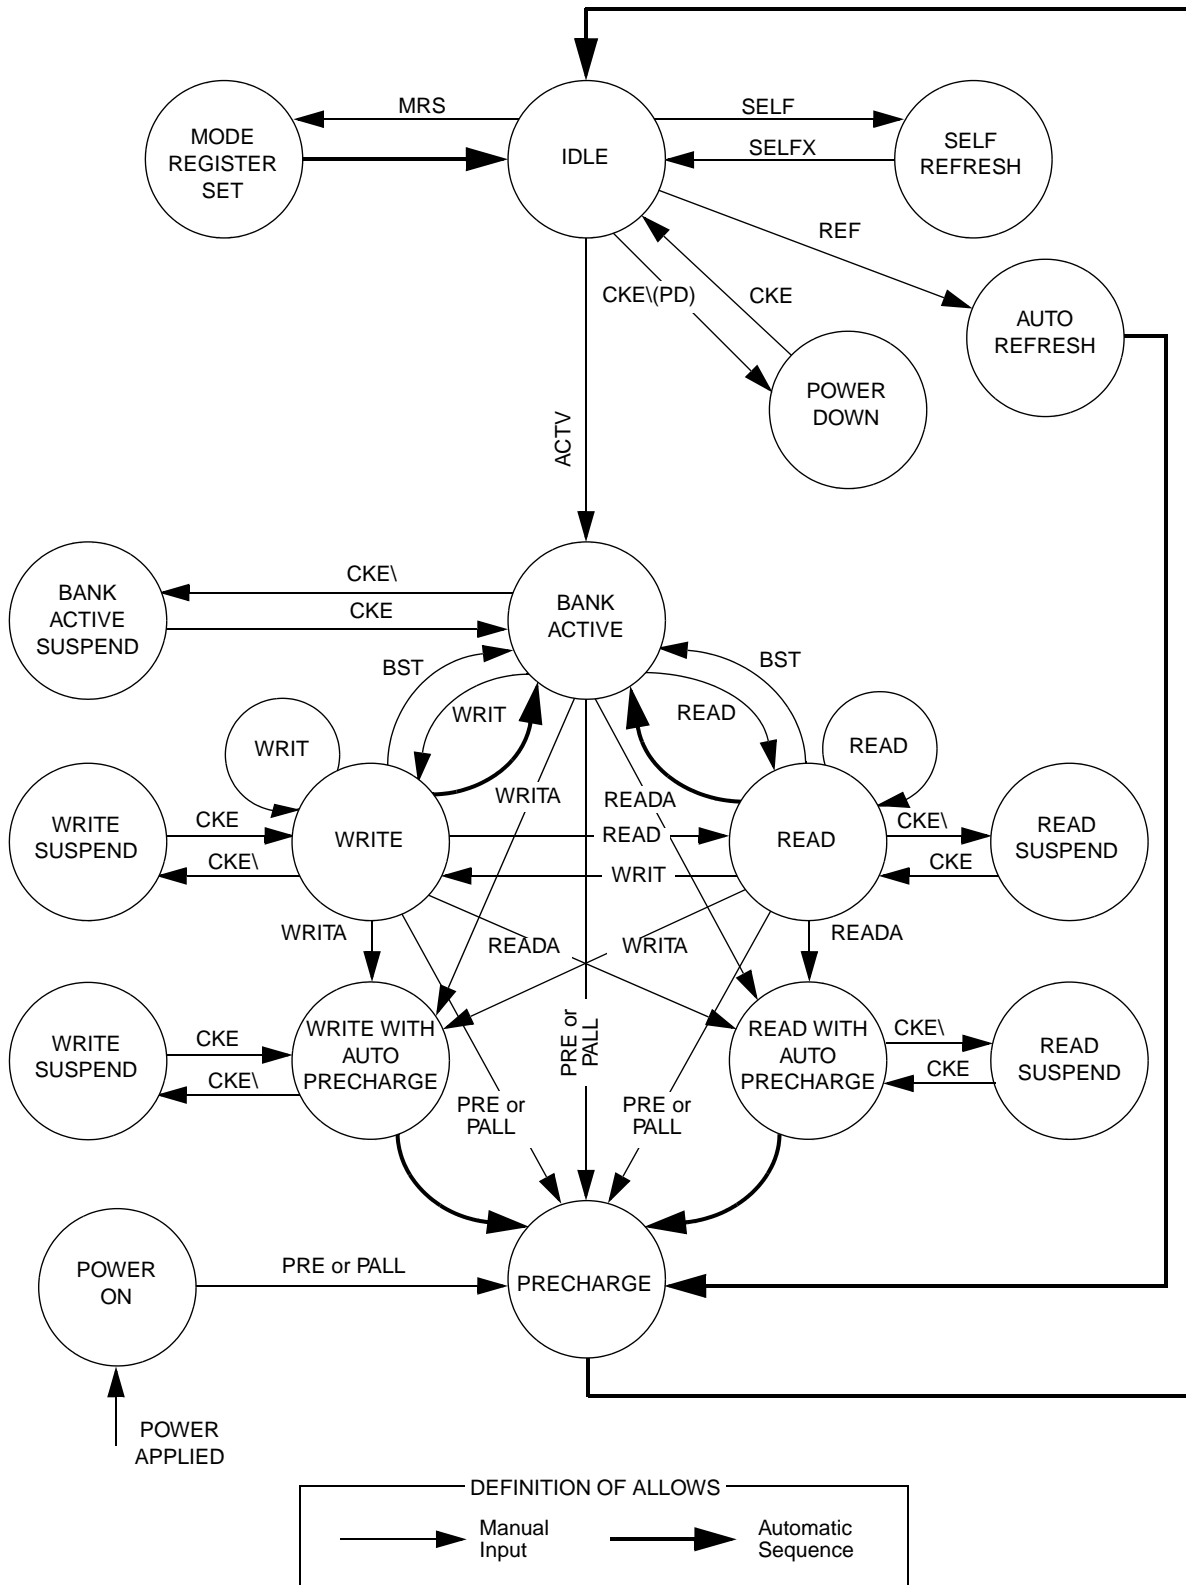 MRS
SELF
MODE
REGISTER
SET
IDLE
SELFX
SELF
REFRESH
REF
CKE\(PD)
CKE
AUTO
REFRESH
POWER
DOWN
ACTV
BANK
ACTIVE
SUSPEND
CKE\
CKE
BANK
ACTIVE
BST
BST
WRIT
READ
WRIT
READ
WRITA
READA
WRITE
SUSPEND
CKE
CKE\
WRITE
READ
WRIT
READ
CKE\
CKE
READ
SUSPEND
WRITA
READA
WRITA
READA
WRITE
SUSPEND
CKE
CKE\
WRITE WITH
AUTO
PRECHARGE
PRE or
PALL
READ WITH
AUTO
PRECHARGE
CKE\
CKE
READ
SUSPEND
PRE or
PALL
PRE or
PALL
POWER
ON
PRE or PALL
PRECHARGE
POWER
APPLIED
DEFINITION OF ALLOWS
Manual
Input
Automatic
Sequence